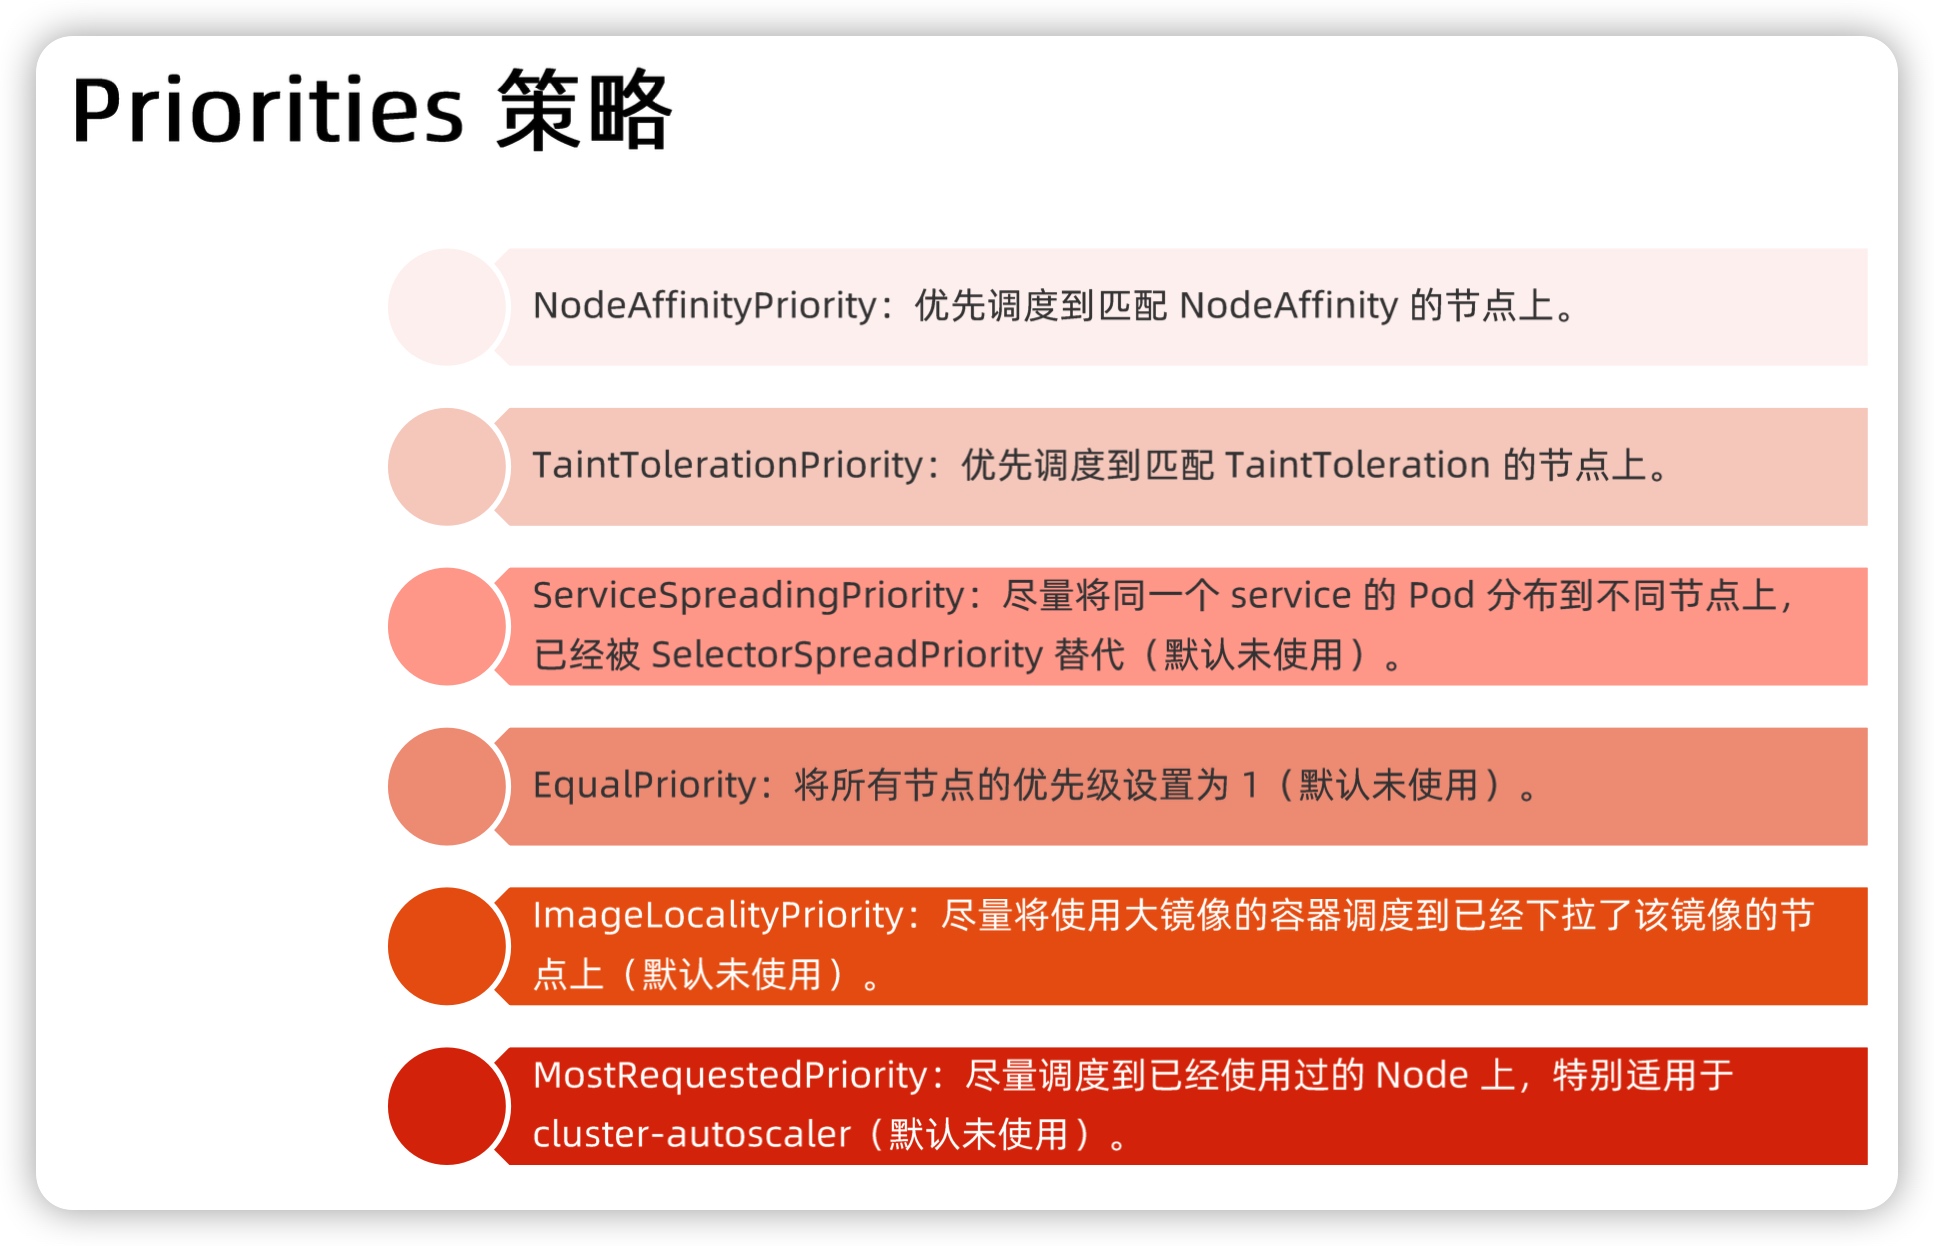 Priorities 策略
NodeAffinityPriority：优先调度到匹配 NodeAffinity 的节点上。
TaintTolerationPriority：优先调度到匹配 TaintToleration 的节点上。
ServiceSpreadingPriority：尽量将同一个 service 的 Pod 分布到不同节点上，
已经被 SelectorSpreadPriority 替代（默认未使用）。
EqualPriority：将所有节点的优先级设置为 1（默认未使用）。
ImageLocalityPriority：尽量将使用大镜像的容器调度到已经下拉了该镜像的节
点上（默认未使用）。
MostRequestedPriority：尽量调度到已经使用过的 Node 上，特别适用于
cluster-autoscaler（默认未使用）。